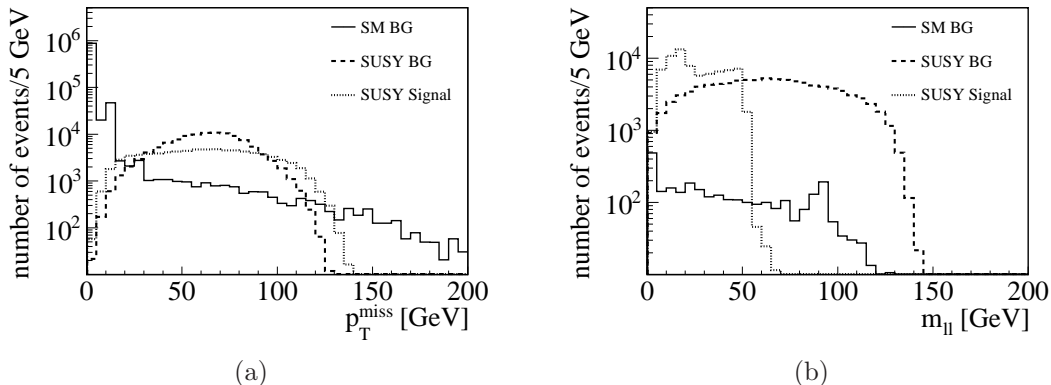 number of events/5 GeV
10^6
10^5
10^4
10^3
10^2
SM BG
SUSY BG
SUSY Signal
0 50 100 150 200
p_T^miss [GeV]
(a)
number of events/5 GeV
10^4
10^3
10^2
SM BG
SUSY BG
SUSY Signal
0 50 100 150 200
m_ll [GeV]
(b)